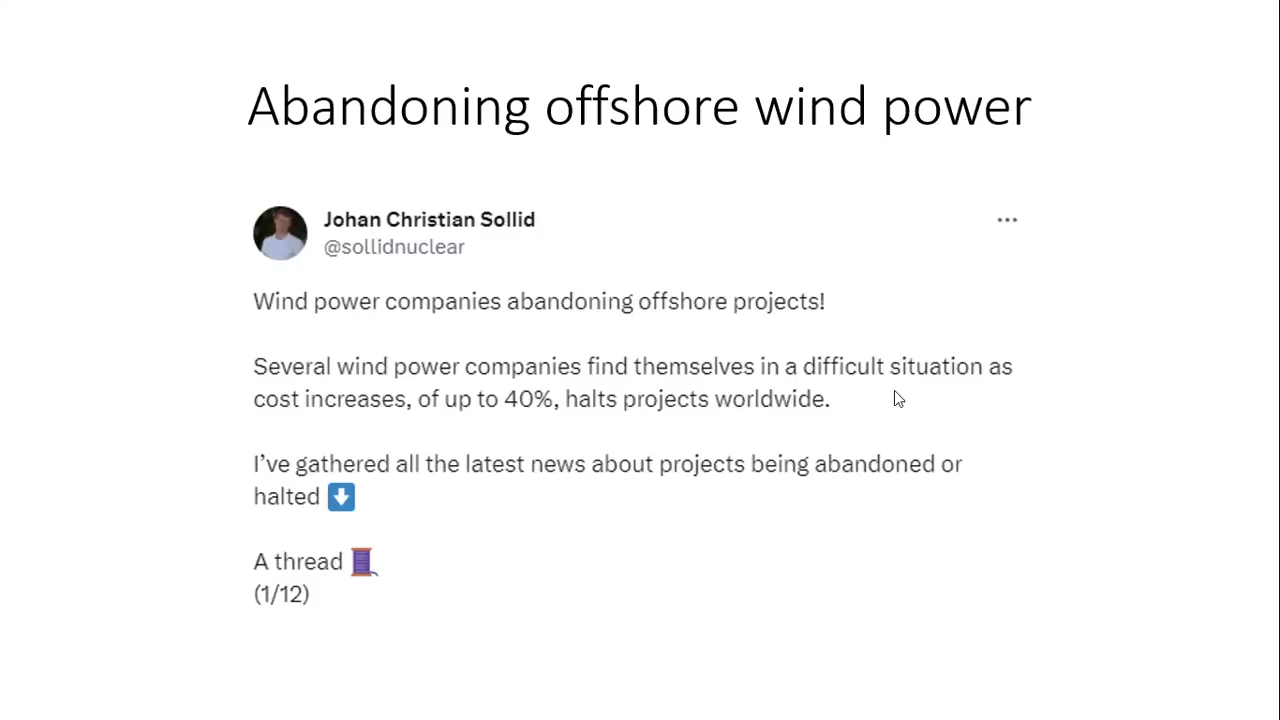 Abandoning offshore wind power
Johan Christian Sollid
@sollidnuclear
Wind power companies abandoning offshore projects!
Several wind power companies find themselves in a difficult situation as
cost increases, of up to 40%, halts projects worldwide.
I’ve gathered all the latest news about projects being abandoned or
halted ⬇️
A thread 🧵
(1/12)